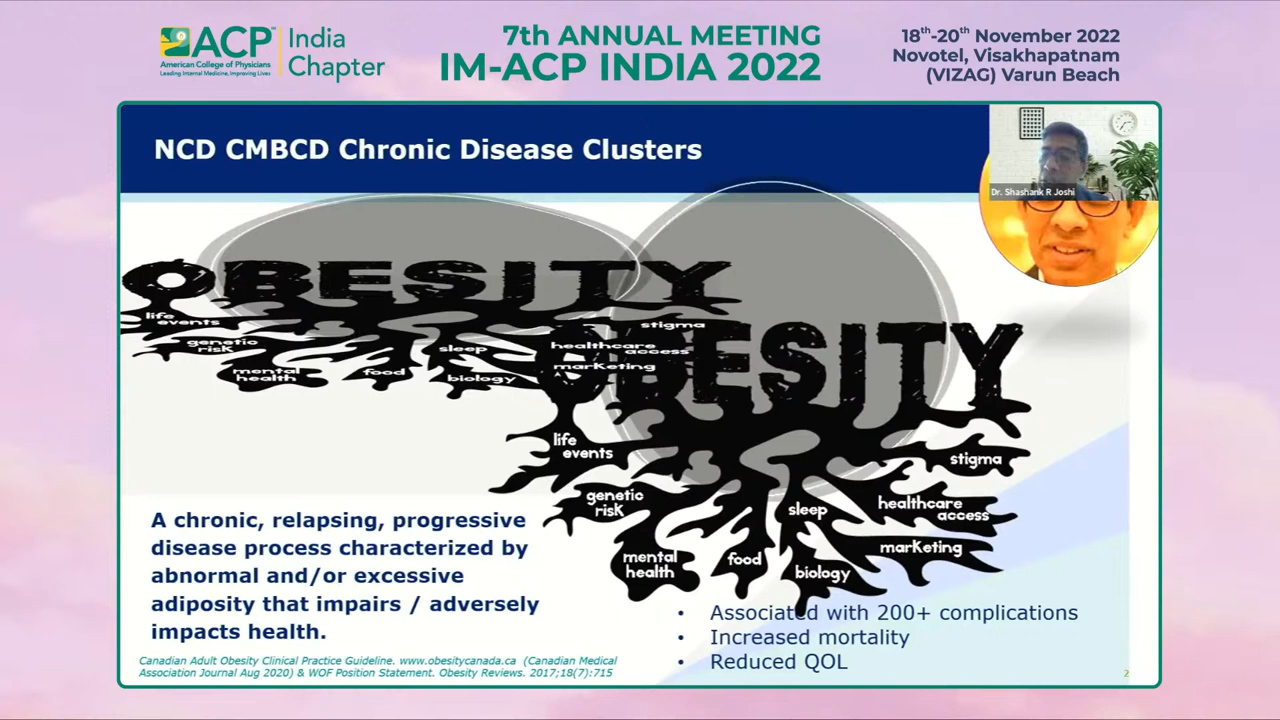 ACP
American College of Physicians
Leading Internal Medicine, Improving Lives
India
Chapter
7th ANNUAL MEETING
IM-ACP INDIA 2022
18th-20th November 2022
Novotel, Visakhapatnam
(VIZAG) Varun Beach
NCD CMBCD Chronic Disease Clusters
Dr. Shashank R Joshi
OBESITY
life
events
genetic
risk
mental
health
food
sleep
biology
stigma
healthcare
access
marketing
OBESITY
life
events
genetic
risk
mental
health
food
sleep
biology
stigma
healthcare
access
marketing
A chronic, relapsing, progressive
disease process characterized by
abnormal and/or excessive
adiposity that impairs / adversely
impacts health.
• Associated with 200+ complications
• Increased mortality
• Reduced QOL
Canadian Adult Obesity Clinical Practice Guideline. www.obesitycanada.ca (Canadian Medical
Association Journal Aug 2020) & WOF Position Statement. Obesity Reviews. 2017;18(7):715
2